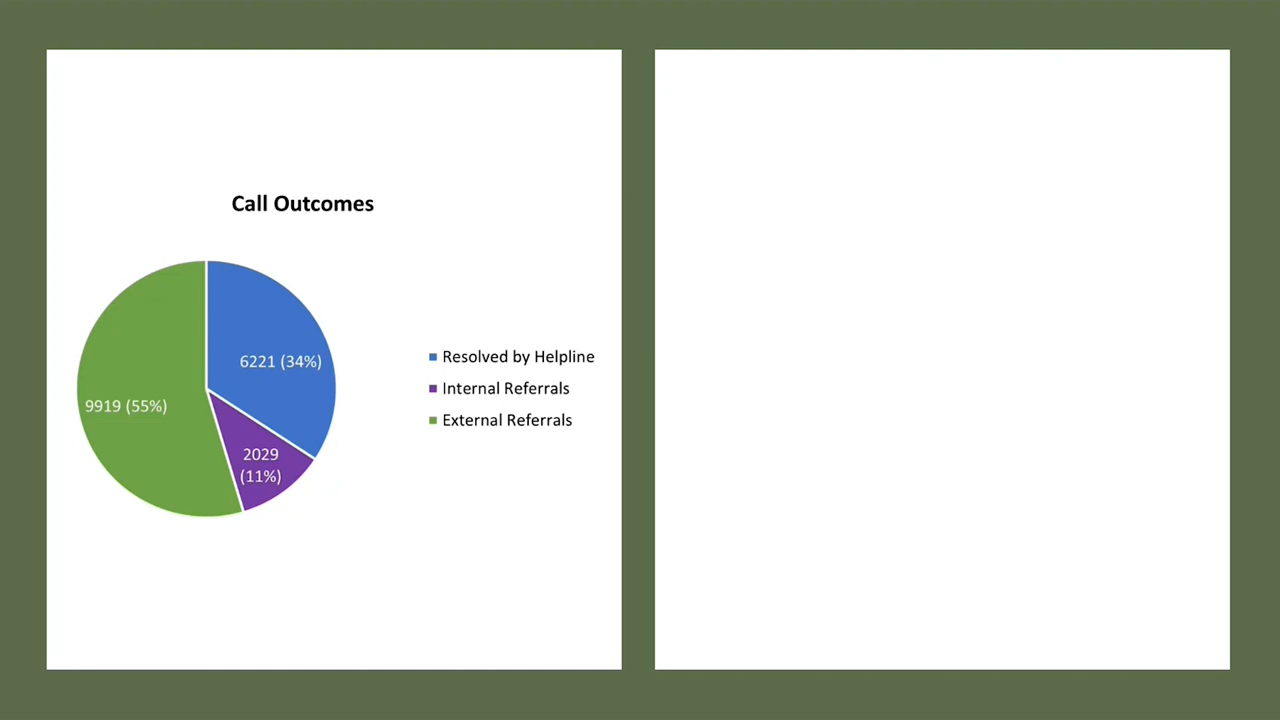 Call Outcomes
6221 (34%)
9919 (55%)
2029
(11%)
Resolved by Helpline
Internal Referrals
External Referrals